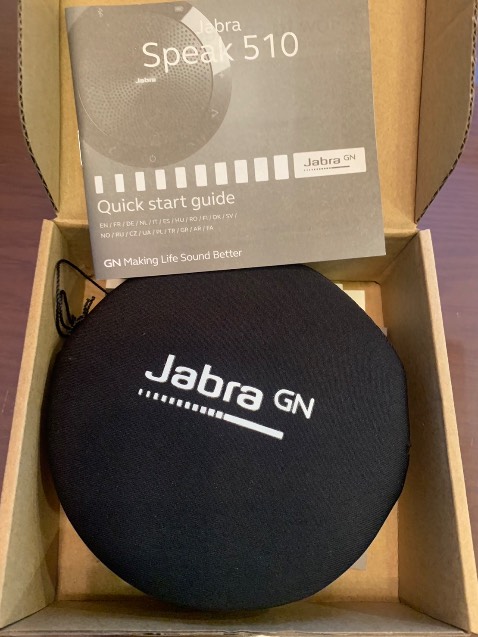 Jabra
Speak 510
Jabra
Jabra GN
Quick start guide
EN / FR / DE / NL / IT / ES / HU / RO / FI / DK / SV /
NO / RU / CZ / UA / PL / TR / GR / AR / FA
GN Making Life Sound Better
Jabra GN